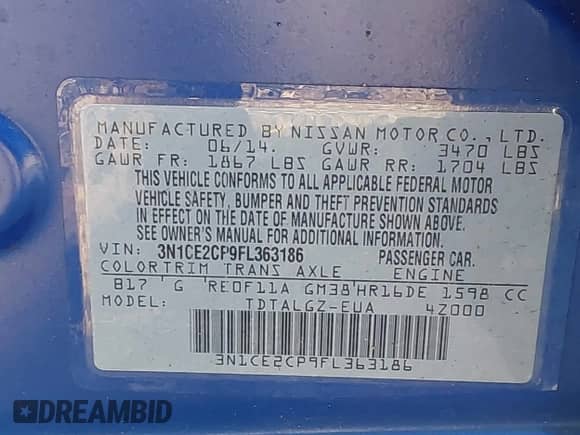 MANUFACTURED BY NISSAN MOTOR CO., LTD.
DATE: 06/14. GVWR: 3470 LBS
GAWR FR: 1867 LBS GAWR RR: 1704 LBS
THIS VEHICLE CONFORMS TO ALL APPLICABLE FEDERAL MOTOR
VEHICLE SAFETY, BUMPER AND THEFT PREVENTION STANDARDS
IN EFFECT ON THE DATE OF MANUFACTURE SHOWN ABOVE.
SEE OWNER'S MANUAL FOR ADDITIONAL INFORMATION.
VIN: 3N1CE2CP9FL363186 PASSENGER CAR.
COLOR TRIM TRANS AXLE ENGINE
B17 G RE0F11A GM38 HR16DE 1598 CC
MODEL: TDTALGZ-EUA 4Z000
3N1CE2CP9FL363186
DREAMBID